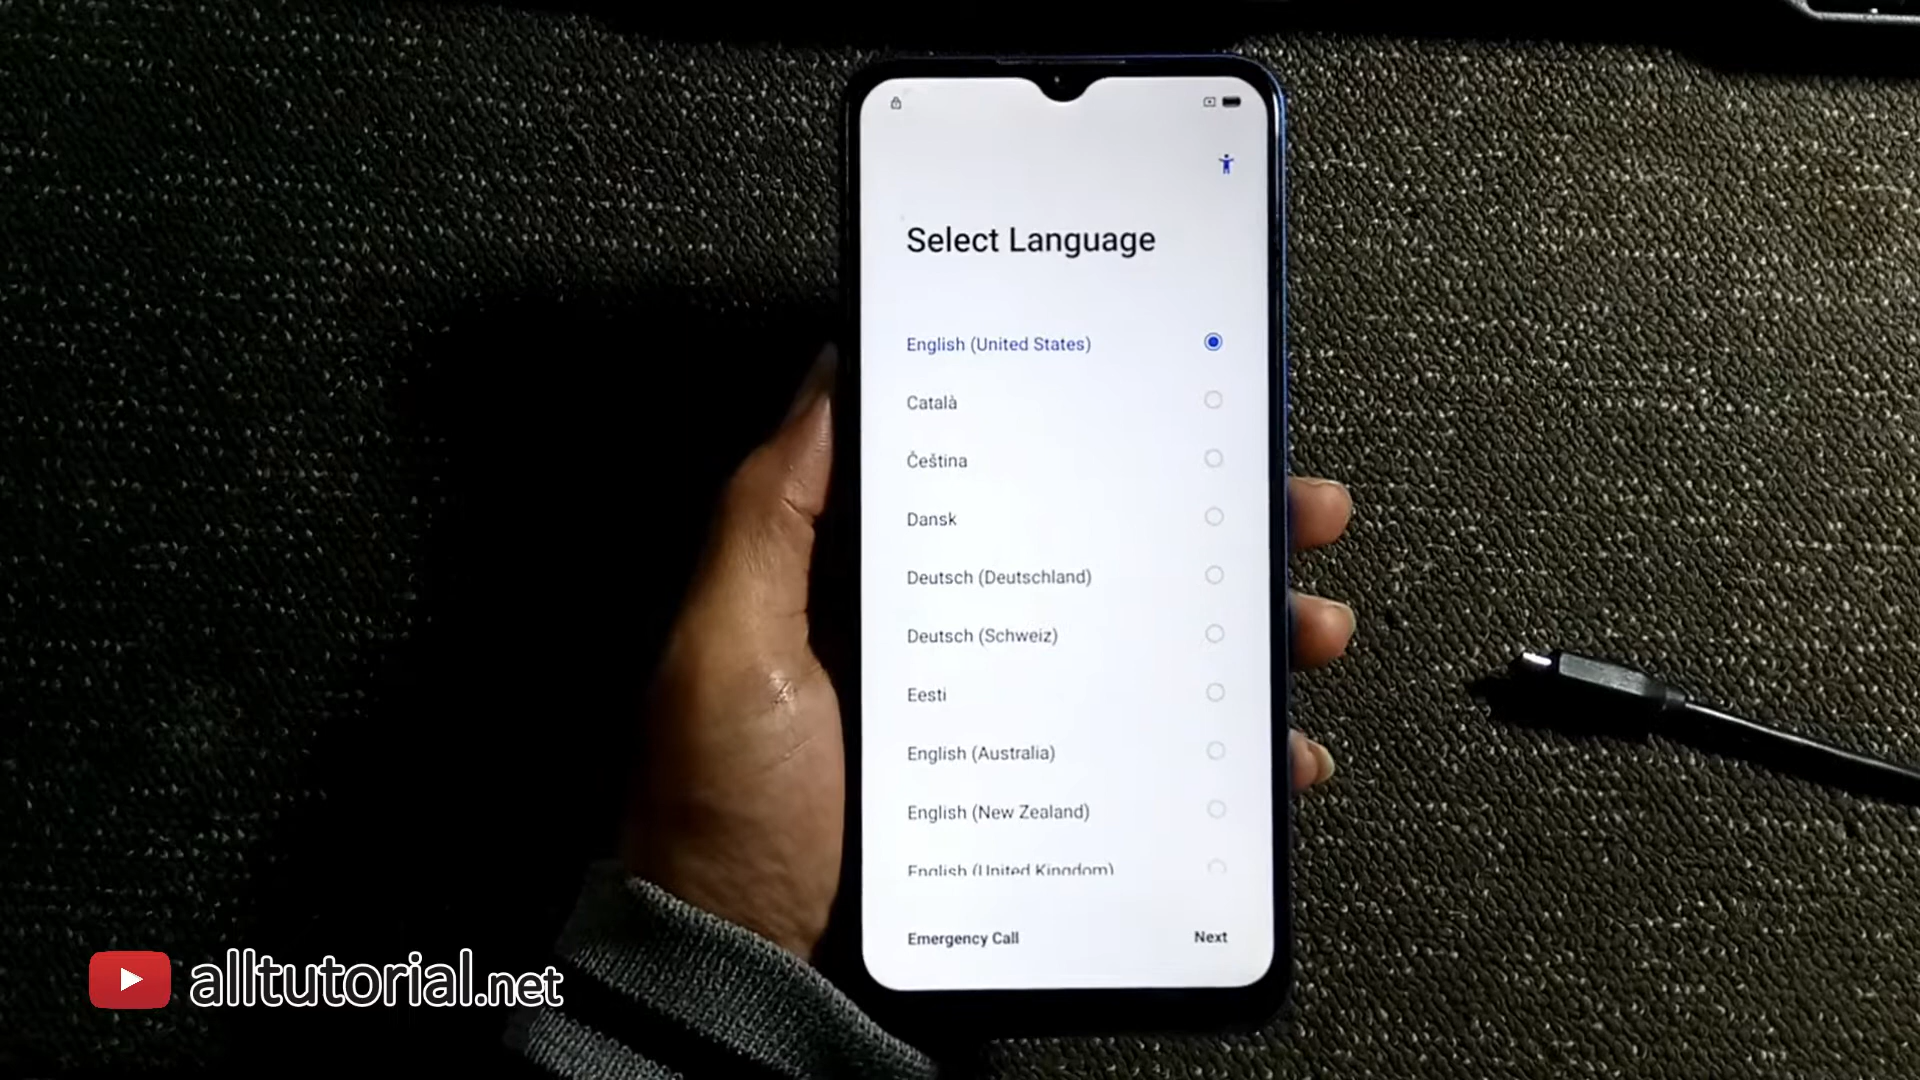 Select Language
English (United States)
Català
Čeština
Dansk
Deutsch (Deutschland)
Deutsch (Schweiz)
Eesti
English (Australia)
English (New Zealand)
English (United Kingdom)
Emergency Call
Next
alltutorial.net